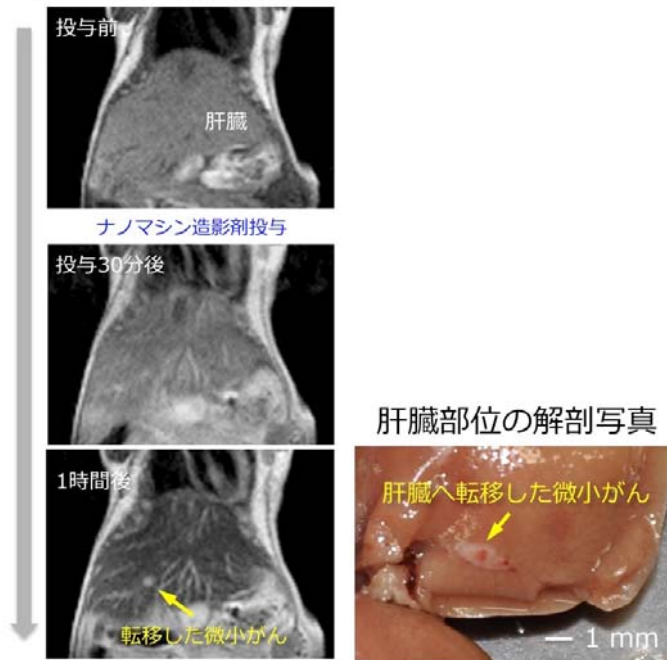 投与前
肝臓
ナノマシン造影剤投与
投与30分後
1時間後
転移した微小がん
肝臓部位の解剖写真
肝臓へ転移した微小がん
1 mm